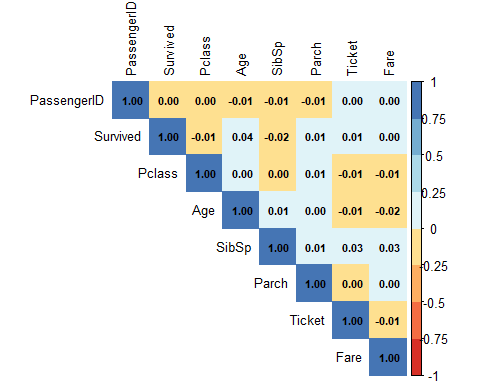 PassengerID Survived Pclass Age SibSp Parch Ticket Fare
PassengerID 1.00 0.00 0.00 -0.01 -0.01 -0.01 0.00 0.00
Survived 1.00 -0.01 0.04 -0.02 0.01 0.01 0.00
Pclass 1.00 0.00 0.00 0.01 -0.01 -0.01
Age 1.00 0.01 0.00 -0.01 -0.02
SibSp 1.00 0.01 0.03 0.03
Parch 1.00 0.00 0.00
Ticket 1.00 -0.01
Fare 1.00
1
0.75
0.5
0.25
0
-0.25
-0.5
-0.75
-1